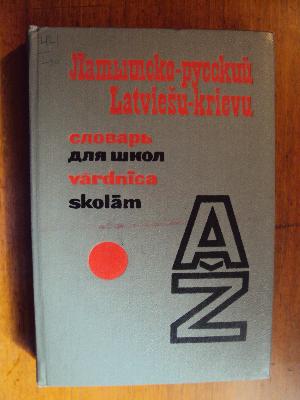 Латышско-русский
Latviešu-krievu
словарь
для школ
vārdnīca
skolām
A
Ž